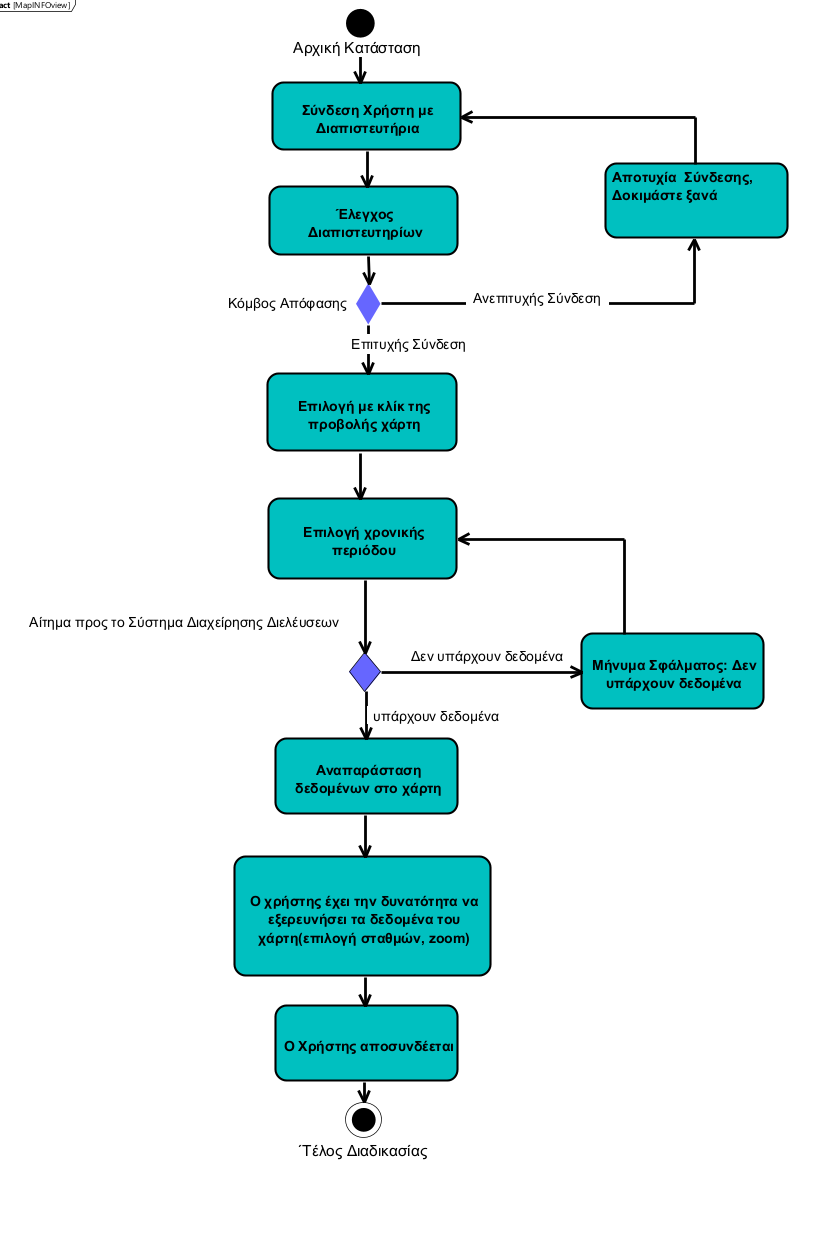 act [MapINFOview]
Αρχική Κατάσταση
Σύνδεση Χρήστη με
Διαπιστευτήρια
Αποτυχία Σύνδεσης,
Δοκιμάστε ξανά
Έλεγχος
Διαπιστευτηρίων
Κόμβος Απόφασης
Ανεπιτυχής Σύνδεση
Επιτυχής Σύνδεση
Επιλογή με κλίκ της
προβολής χάρτη
Επιλογή χρονικής
περιόδου
Αίτημα προς το Σύστημα Διαχείρησης Διελέυσεων
Δεν υπάρχουν δεδομένα
Μήνυμα Σφάλματος: Δεν
υπάρχουν δεδομένα
υπάρχουν δεδομένα
Αναπαράσταση
δεδομένων στο χάρτη
Ο χρήστης έχει την δυνατότητα να
εξερευνήσει τα δεδομένα του
χάρτη(επιλογή σταθμών, zoom)
Ο Χρήστης αποσυνδέεται
Ύέλος Διαδικασίας